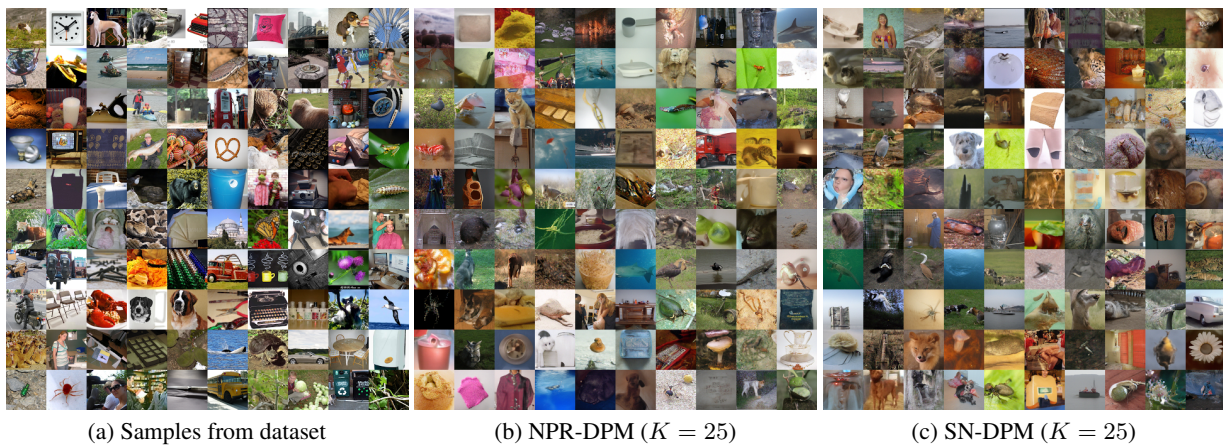 (a) Samples from dataset
(b) NPR-DPM (K = 25)
(c) SN-DPM (K = 25)